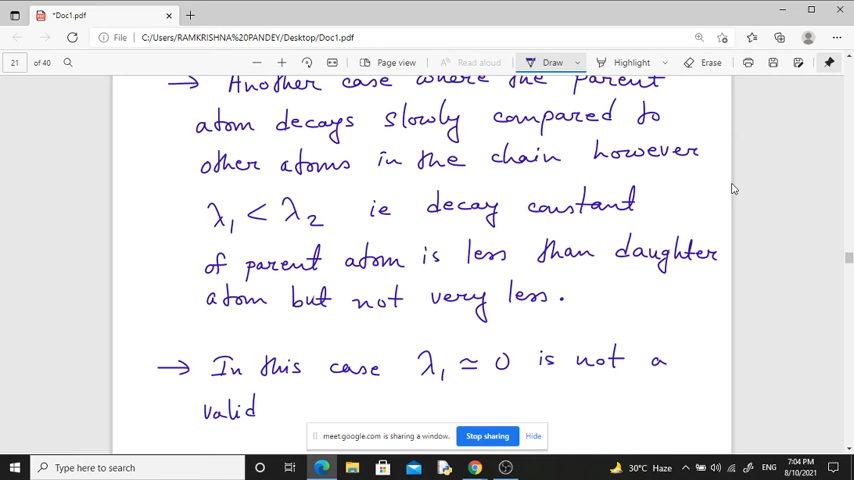 *Doc1.pdf
File
C:/Users/RAMKRISHNA%20PANDEY/Desktop/Doc1.pdf
21 of 40
Page view
Read aloud
Draw
Highlight
Erase
→ Another case where the parent
atom decays slowly compared to
other atoms in the chain however
λ₁ < λ₂ ie decay constant
of parent atom is less than daughter
atom but not very less.
→ In this case λ₁ ≃ 0 is not a
valid
meet.google.com is sharing a window. Stop sharing Hide
Type here to search
30°C Haze
ENG
7:04 PM
8/10/2021